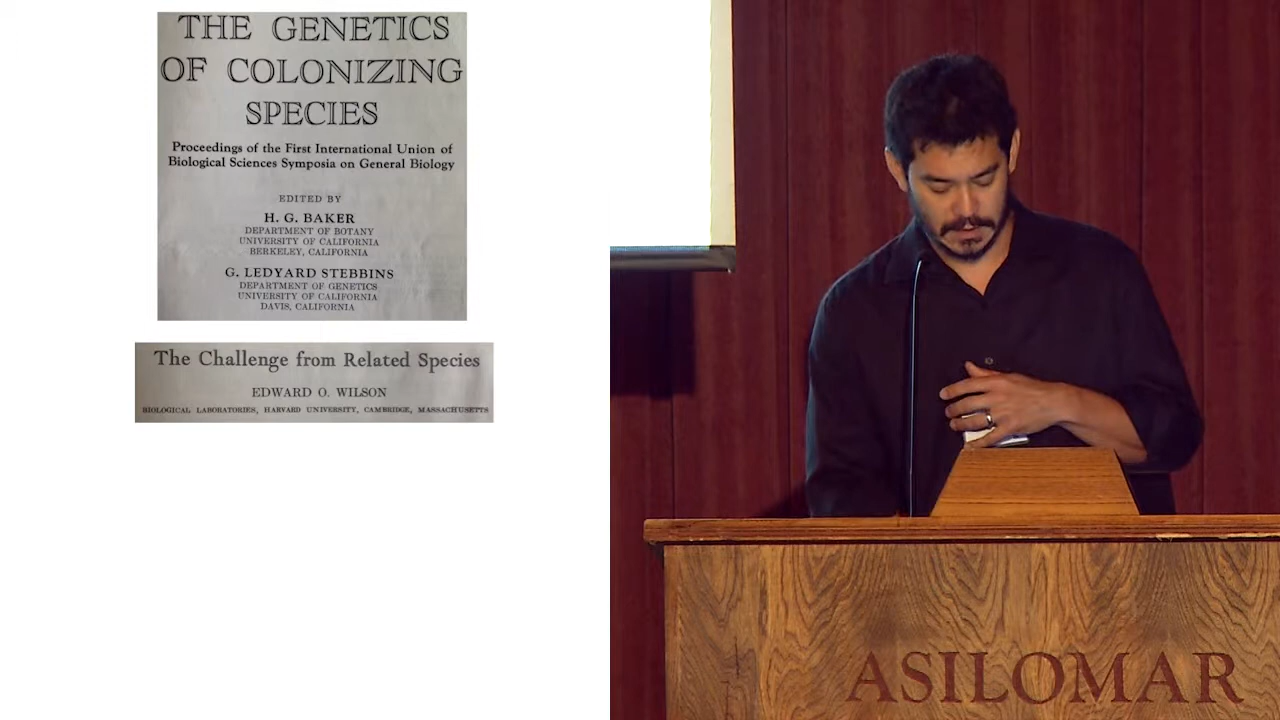 THE GENETICS
OF COLONIZING
SPECIES
Proceedings of the First International Union of
Biological Sciences Symposia on General Biology
EDITED BY
H. G. BAKER
DEPARTMENT OF BOTANY
UNIVERSITY OF CALIFORNIA
BERKELEY, CALIFORNIA
G. LEDYARD STEBBINS
DEPARTMENT OF GENETICS
UNIVERSITY OF CALIFORNIA
DAVIS, CALIFORNIA
The Challenge from Related Species
EDWARD O. WILSON
BIOLOGICAL LABORATORIES, HARVARD UNIVERSITY, CAMBRIDGE, MASSACHUSETTS
ASILOMAR